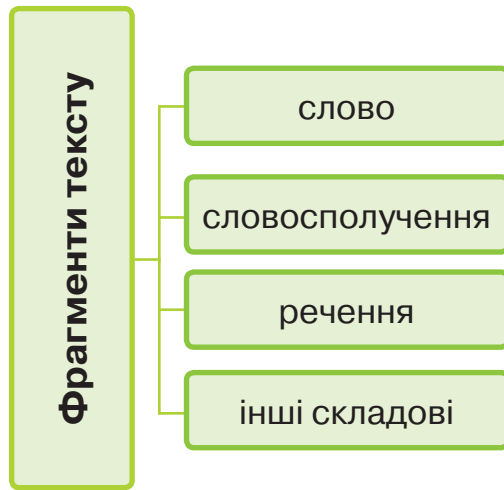 Фрагменти тексту
слово
словосполучення
речення
інші складові